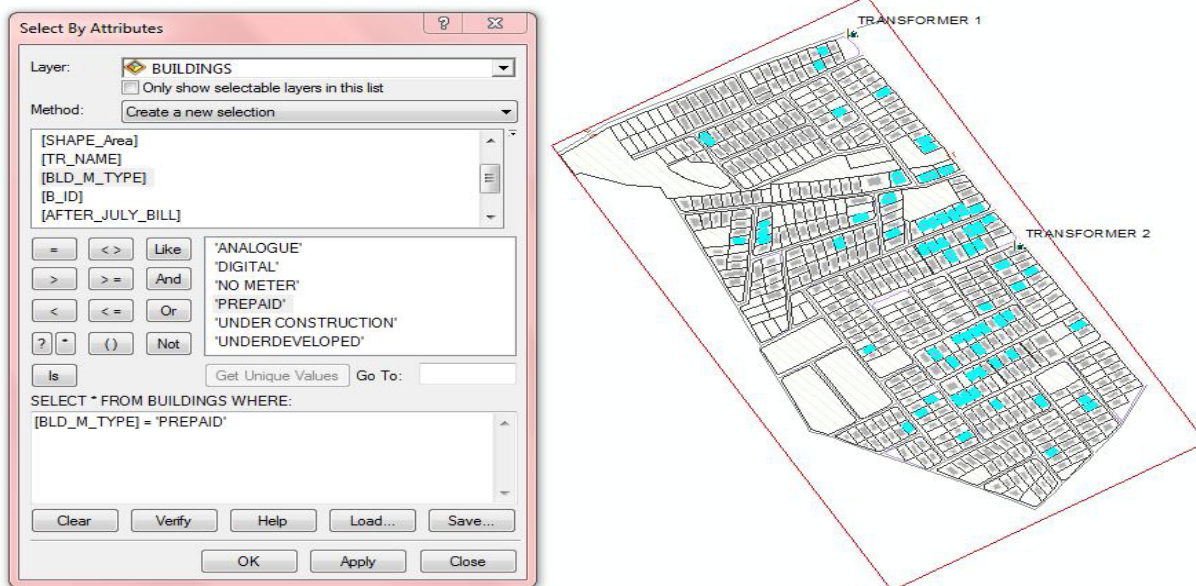 Select By Attributes
Layer: BUILDINGS
Only show selectable layers in this list
Method: Create a new selection
[SHAPE_Area]
[TR_NAME]
[BLD_M_TYPE]
[B_ID]
[AFTER_JULY_BILL]
= < > Like
> > = And
< < = Or
? * ( ) Not
Is
'ANALOGUE'
'DIGITAL'
'NO METER'
'PREPAID'
'UNDER CONSTRUCTION'
'UNDERDEVELOPED'
Get Unique Values Go To:
SELECT * FROM BUILDINGS WHERE:
[BLD_M_TYPE] = 'PREPAID'
Clear Verify Help Load... Save...
OK Apply Close
TRANSFORMER 1
TRANSFORMER 2